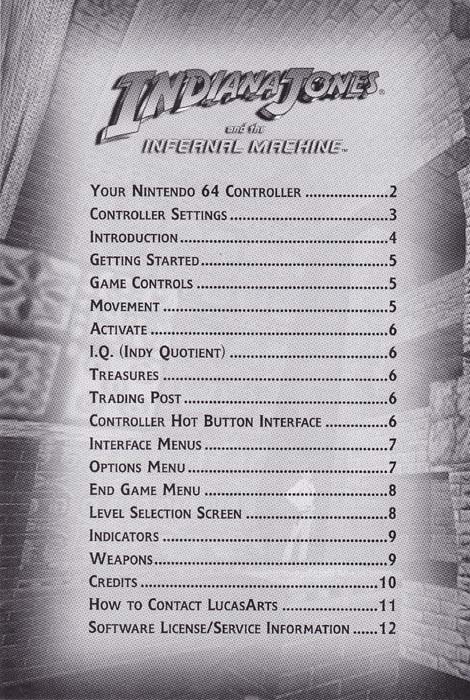 INDIANA JONES®
and the
INFERNAL MACHINE™
YOUR NINTENDO 64 CONTROLLER ..................2
CONTROLLER SETTINGS ..................................3
INTRODUCTION ............................................4
GETTING STARTED ........................................5
GAME CONTROLS .........................................5
MOVEMENT ................................................5
ACTIVATE ..................................................6
I.Q. (INDY QUOTIENT) ..................................6
TREASURES ................................................6
TRADING POST ............................................6
CONTROLLER HOT BUTTON INTERFACE ..............6
INTERFACE MENUS .......................................7
OPTIONS MENU ..........................................7
END GAME MENU ........................................8
LEVEL SELECTION SCREEN ..............................8
INDICATORS ...............................................9
WEAPONS .................................................9
CREDITS ..................................................10
HOW TO CONTACT LUCASARTS .......................11
SOFTWARE LICENSE/SERVICE INFORMATION ......12